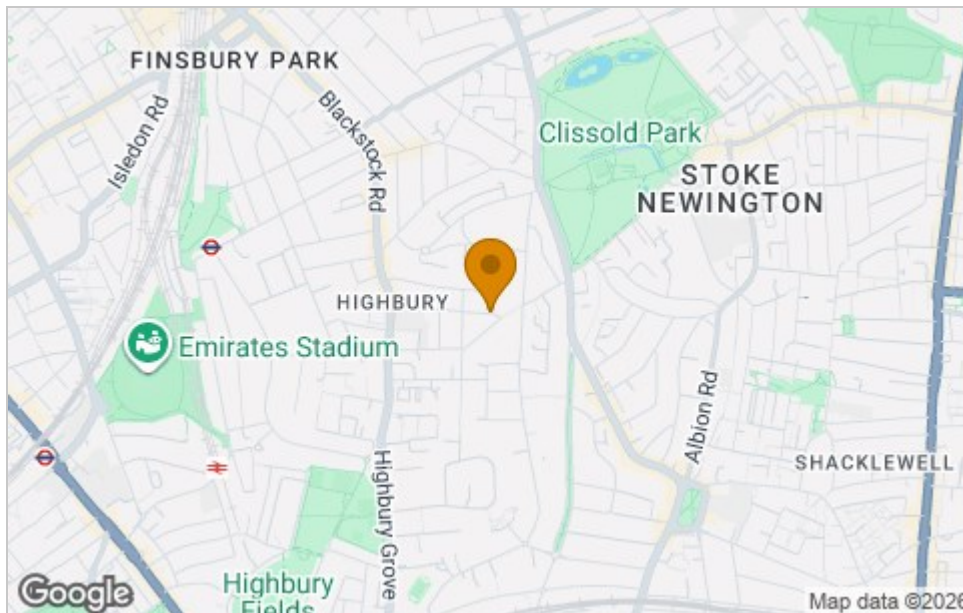 FINSBURY PARK
Isledon Rd
Blackstock Rd
Clissold Park
STOKE
NEWINGTON
HIGHBURY
Emirates Stadium
Albion Rd
SHACKLEWELL
Highbury Grove
Highbury
Fields
Google
Map data ©2026